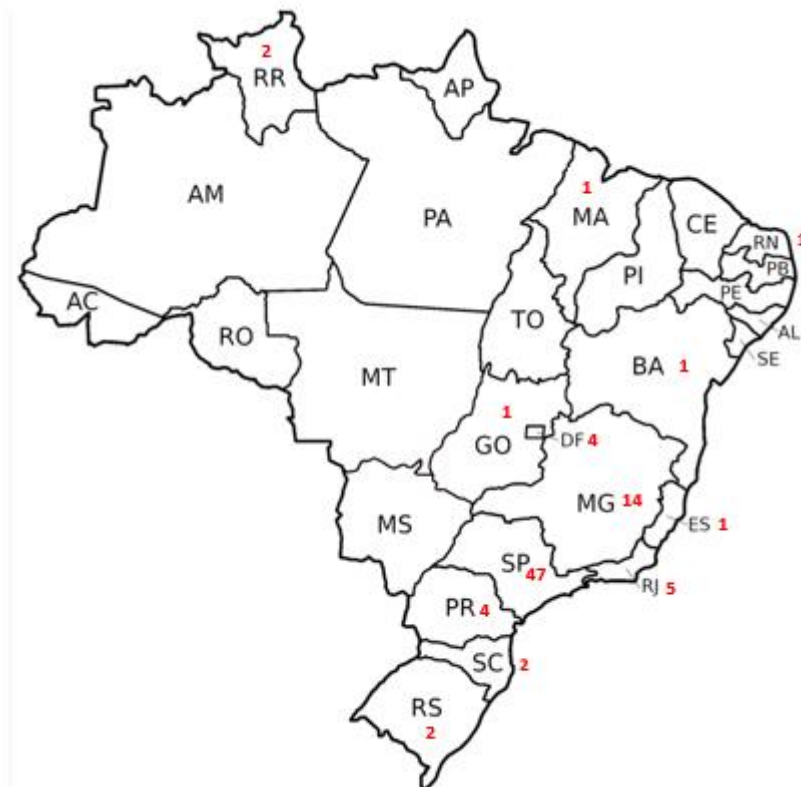 2
RR
AP
AM
PA
1
MA
CE
RN
1
PB
PI
PE
AC
TO
AL
RO
SE
MT
BA 1
1
GO
DF 4
MG 14
MS
ES 1
SP
47
RJ 5
PR 4
SC 2
RS
2